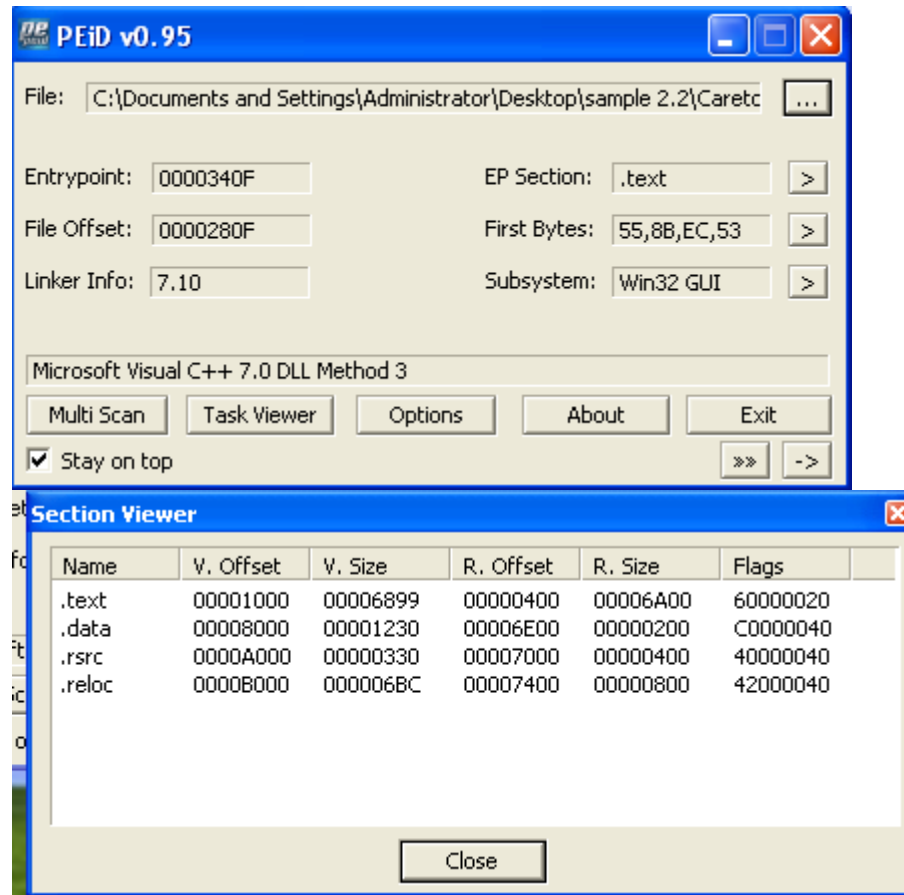 PEiD v0.95
File: C:\Documents and Settings\Administrator\Desktop\sample 2.2\Caretc ...
Entrypoint: 0000340F EP Section: .text >
File Offset: 0000280F First Bytes: 55,8B,EC,53 >
Linker Info: 7.10 Subsystem: Win32 GUI >
Microsoft Visual C++ 7.0 DLL Method 3
Multi Scan Task Viewer Options About Exit
Stay on top »» ->
Section Viewer
Name V. Offset V. Size R. Offset R. Size Flags
.text 00001000 00006899 00000400 00006A00 60000020
.data 00008000 00001230 00006E00 00000200 C0000040
.rsrc 0000A000 00000330 00007000 00000400 40000040
.reloc 0000B000 000006BC 00007400 00000800 42000040
Close